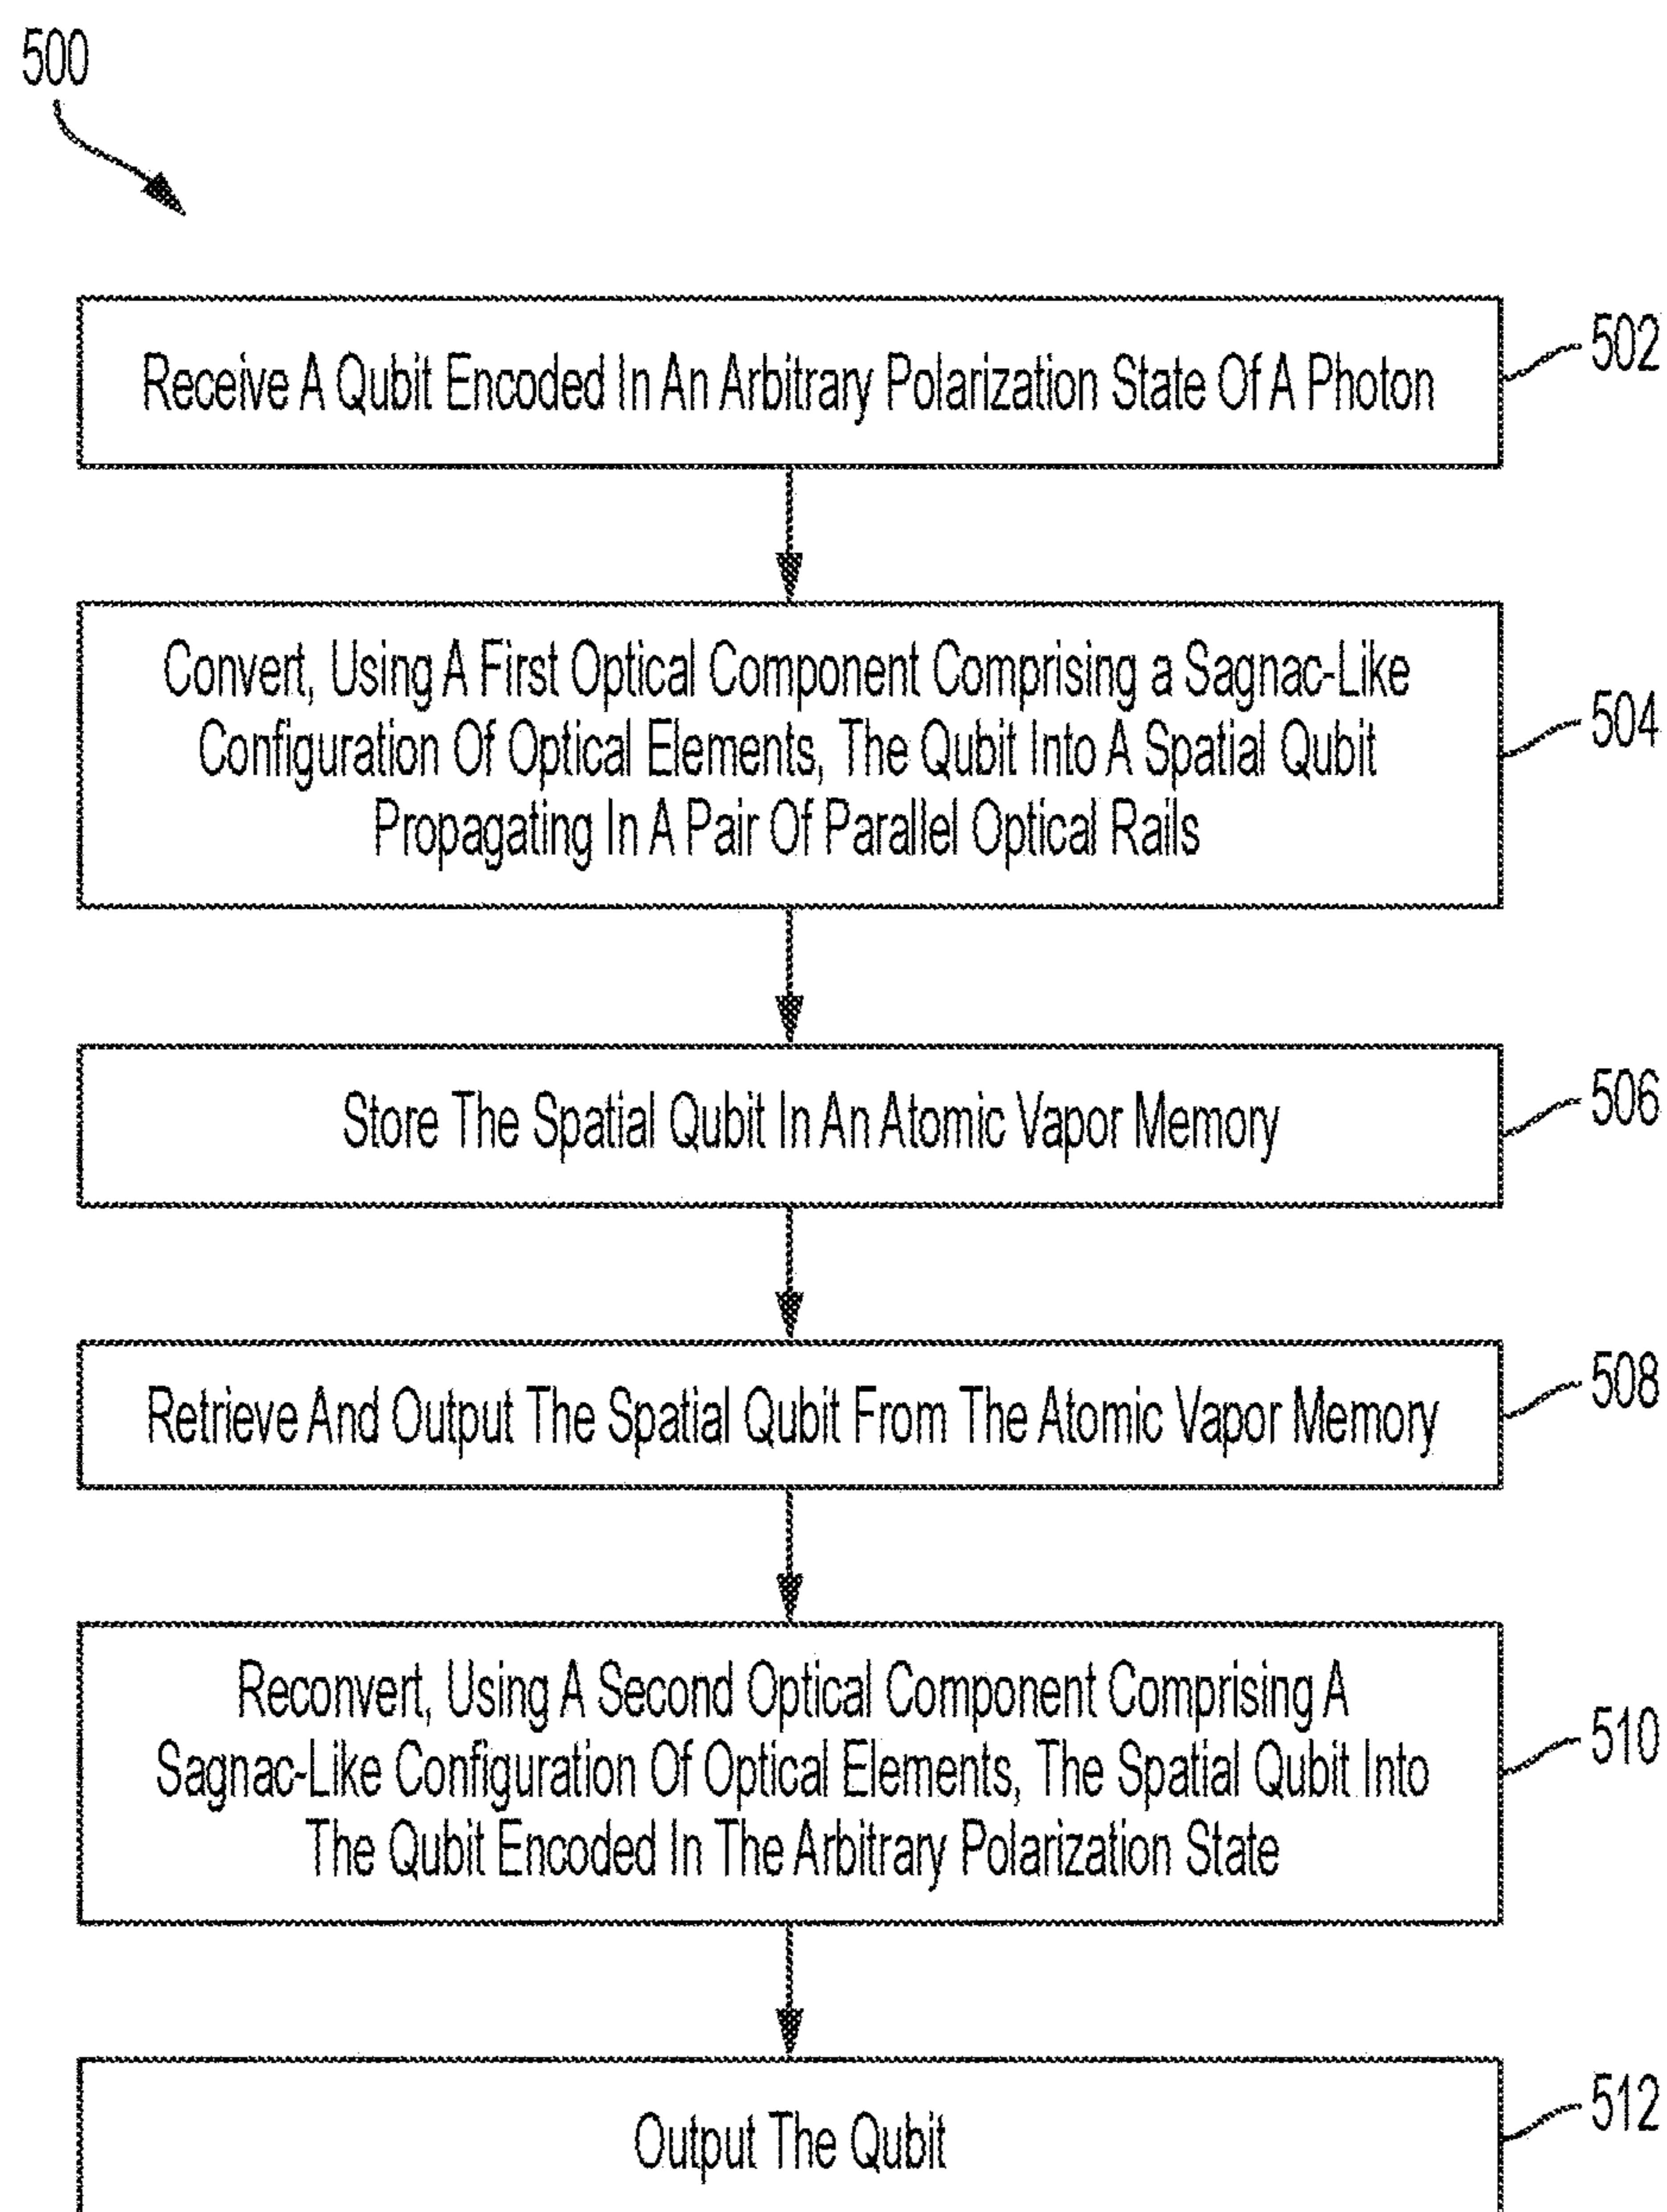 500
Receive A Qubit Encoded In An Arbitrary Polarization State Of A Photon
502
Convert, Using A First Optical Component Comprising a Sagnac-Like
Configuration Of Optical Elements, The Qubit Into A Spatial Qubit
Propagating In A Pair Of Parallel Optical Rails
504
Store The Spatial Qubit In An Atomic Vapor Memory
506
Retrieve And Output The Spatial Qubit From The Atomic Vapor Memory
508
Reconvert, Using A Second Optical Component Comprising A
Sagnac-Like Configuration Of Optical Elements, The Spatial Qubit Into
The Qubit Encoded In The Arbitrary Polarization State
510
Output The Qubit
512